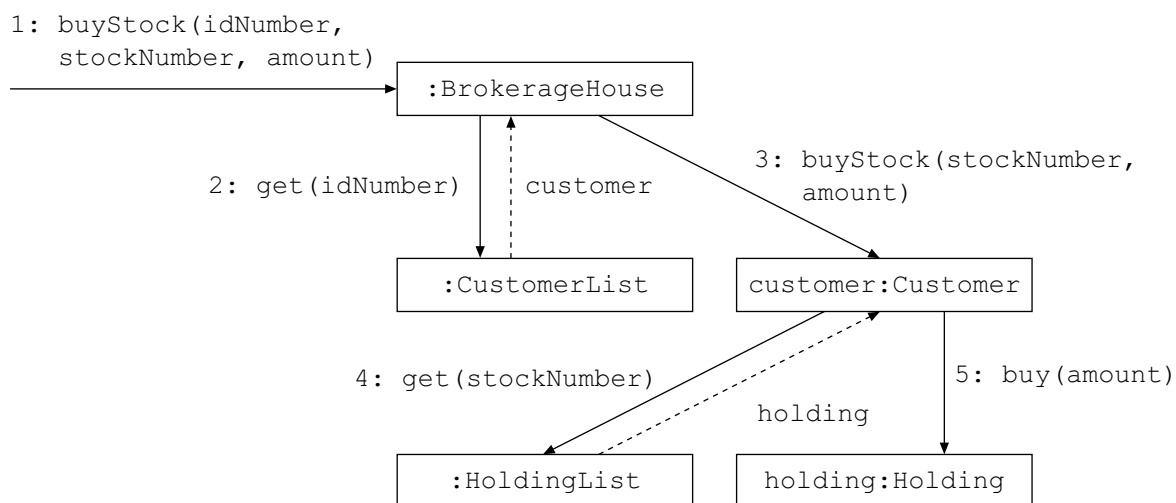 1: buyStock(idNumber,
stockNumber, amount)
:BrokerageHouse
3: buyStock(stockNumber,
amount)
2: get(idNumber)
customer
:CustomerList
customer:Customer
4: get(stockNumber)
5: buy(amount)
holding
:HoldingList
holding:Holding